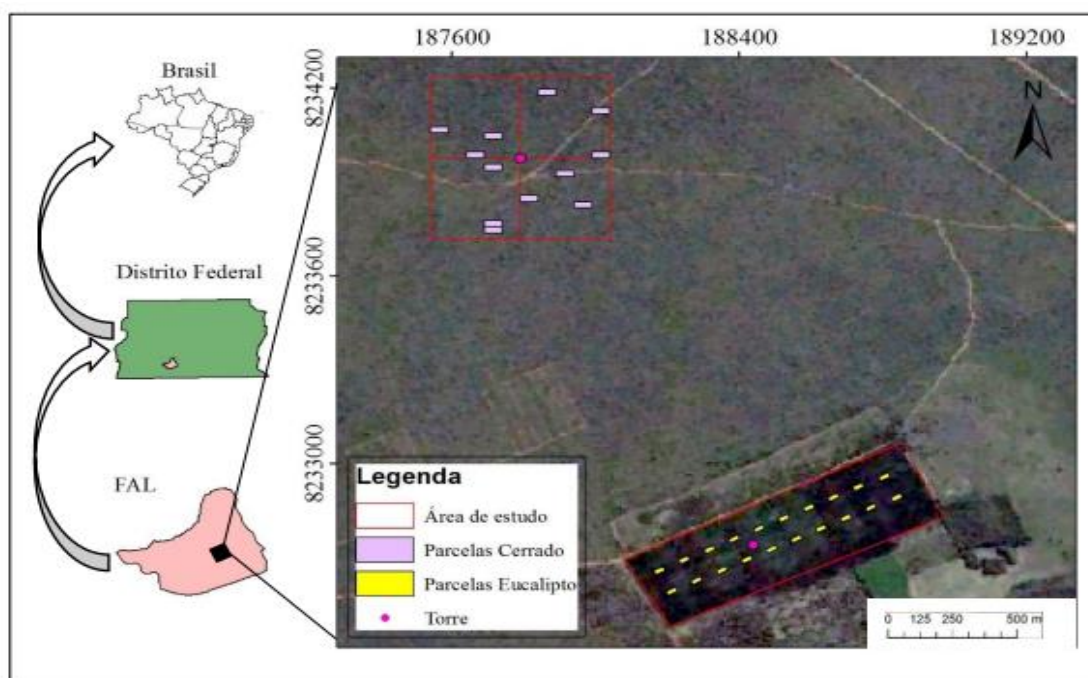 187600
188400
189200
Brasil
8234200
N
8233600
Distrito Federal
8233000
FAL
Legenda
Área de estudo
Parcelas Cerrado
Parcelas Eucalipto
Torre
0 125 250 500 m